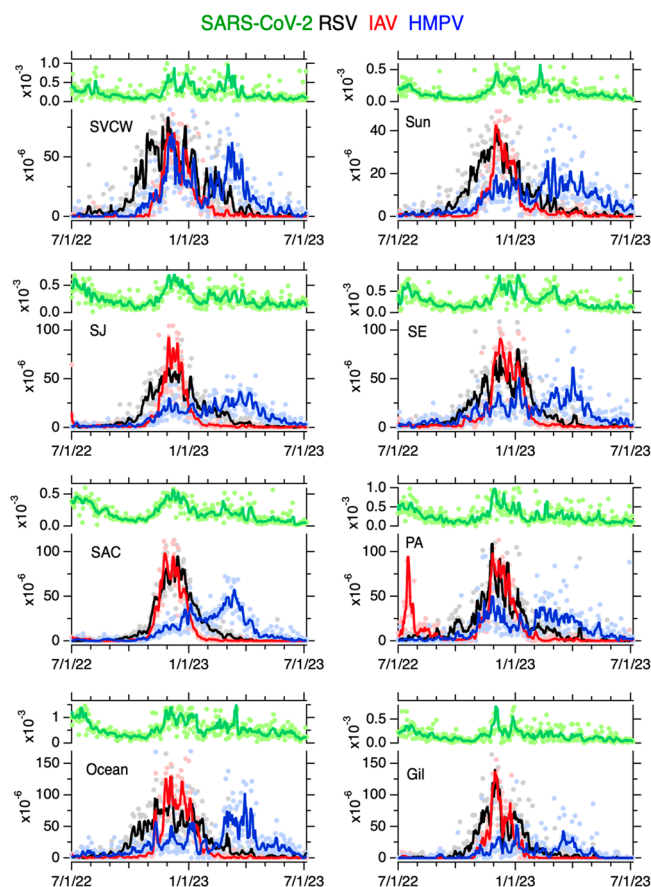 SARS-CoV-2 RSV IAV HMPV
x10-3
1.0
0.5
0.0
SVCW
x10-6
50
0
7/1/22
1/1/23
7/1/23
x10-3
0.5
0.0
Sun
x10-6
40
20
0
7/1/22
1/1/23
7/1/23
x10-3
0.5
0.0
SJ
x10-6
100
50
0
7/1/22
1/1/23
7/1/23
x10-3
0.5
0.0
SE
x10-6
100
50
0
7/1/22
1/1/23
7/1/23
x10-3
0.5
0.0
SAC
x10-6
100
50
0
7/1/22
1/1/23
7/1/23
x10-3
1.0
0.5
0.0
PA
x10-6
100
50
0
7/1/22
1/1/23
7/1/23
x10-3
1
0
Ocean
x10-6
150
100
50
0
7/1/22
1/1/23
7/1/23
x10-3
0.5
0.0
Gil
x10-6
150
100
50
0
7/1/22
1/1/23
7/1/23